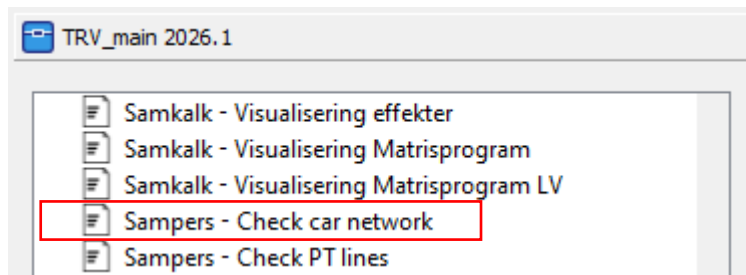 TRV_main 2026.1
Samkalk - Visualisering effekter
Samkalk - Visualisering Matrisprogram
Samkalk - Visualisering Matrisprogram LV
Sampers - Check car network
Sampers - Check PT lines